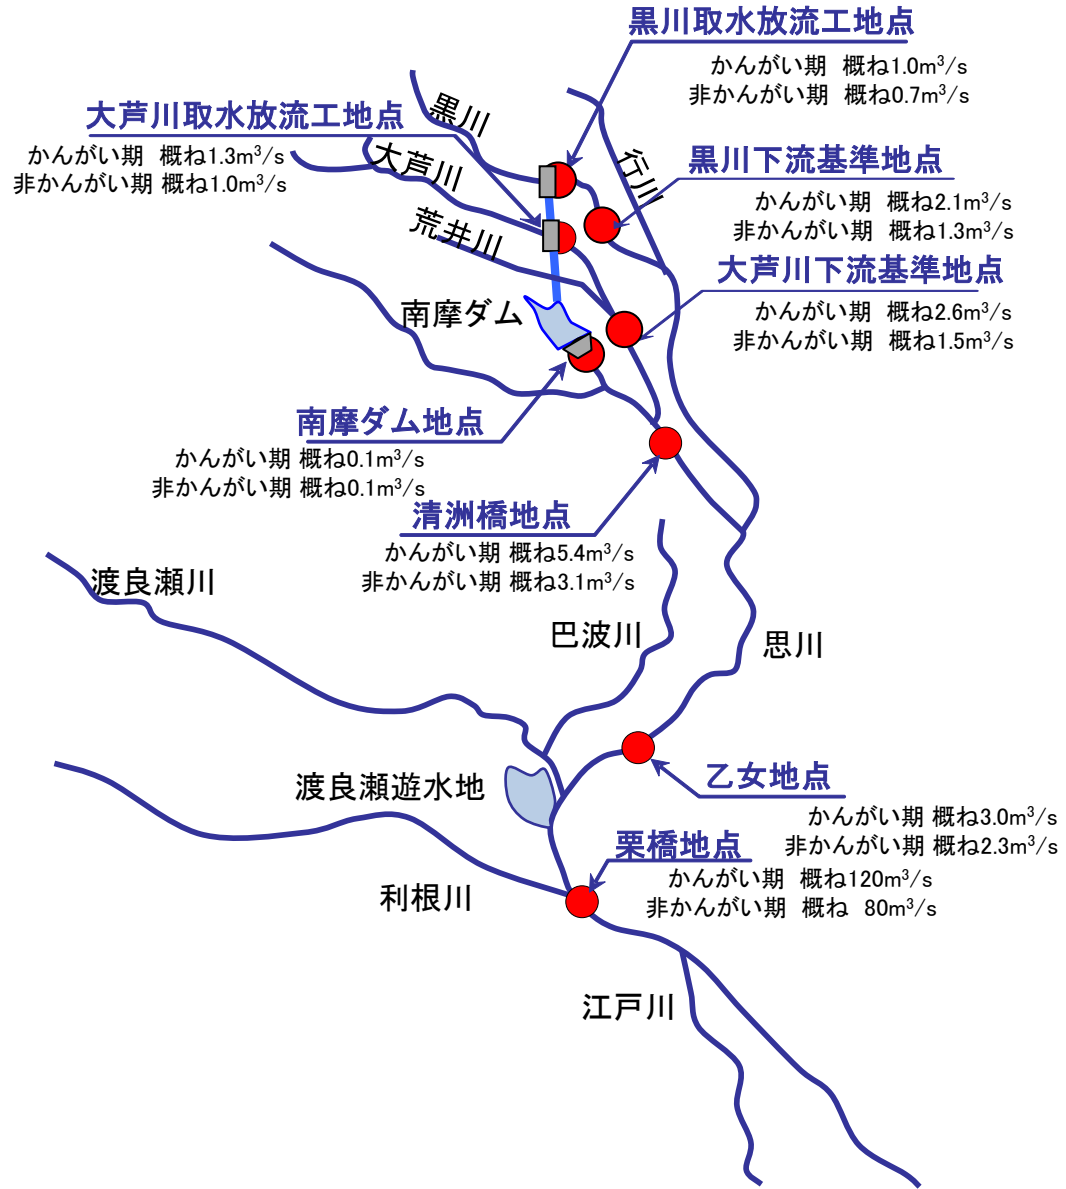 黒川取水放流工地点
かんがい期　概ね1.0m³/s
非かんがい期　概ね0.7m³/s
大芦川取水放流工地点
かんがい期　概ね1.3m³/s
非かんがい期 概ね1.0m³/s
黒川
大芦川
荒井川
行川
黒川下流基準地点
かんがい期　概ね2.1m³/s
非かんがい期　概ね1.3m³/s
大芦川下流基準地点
かんがい期　概ね2.6m³/s
非かんがい期　概ね1.5m³/s
南摩ダム
南摩ダム地点
かんがい期 概ね0.1m³/s
非かんがい期 概ね0.1m³/s
清洲橋地点
かんがい期 概ね5.4m³/s
非かんがい期 概ね3.1m³/s
渡良瀬川
巴波川
思川
渡良瀬遊水地
乙女地点
かんがい期 概ね3.0m³/s
非かんがい期 概ね2.3m³/s
栗橋地点
かんがい期　概ね120m³/s
非かんがい期　概ね　80m³/s
利根川
江戸川